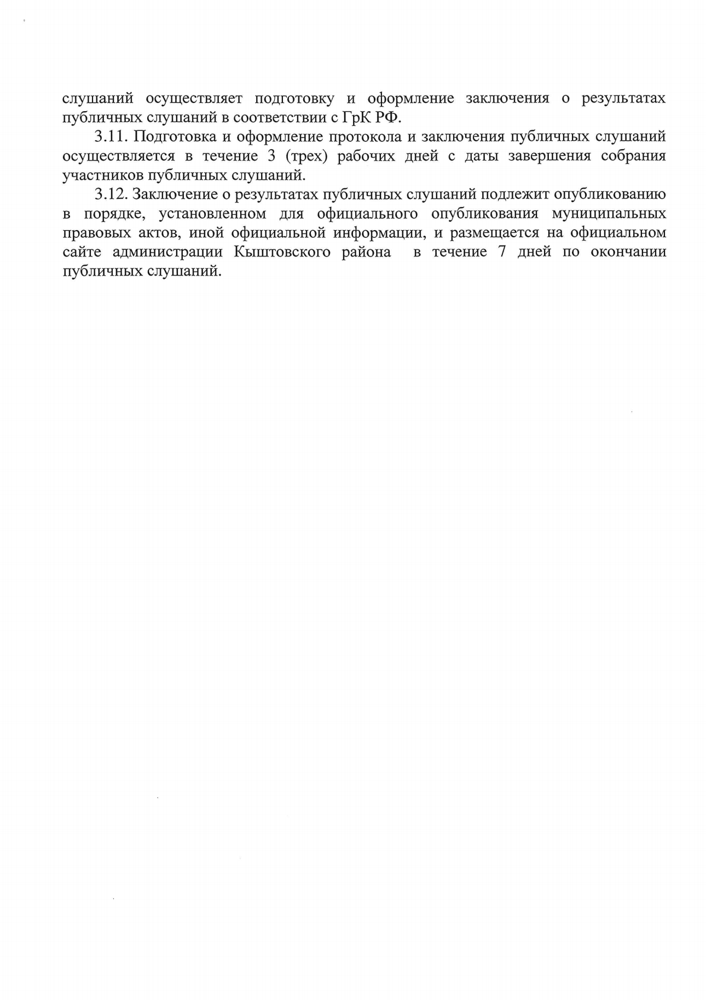 слушаний осуществляет подготовку и оформление заключения о результатах
публичных слушаний в соответствии с ГрК РФ.
3.11. Подготовка и оформление протокола и заключения публичных слушаний
осуществляется в течение 3 (трех) рабочих дней с даты завершения собрания
участников публичных слушаний.
3.12. Заключение о результатах публичных слушаний подлежит опубликованию
в порядке, установленном для официального опубликования муниципальных
правовых актов, иной официальной информации, и размещается на официальном
сайте администрации Кыштовского района в течение 7 дней по окончании
публичных слушаний.